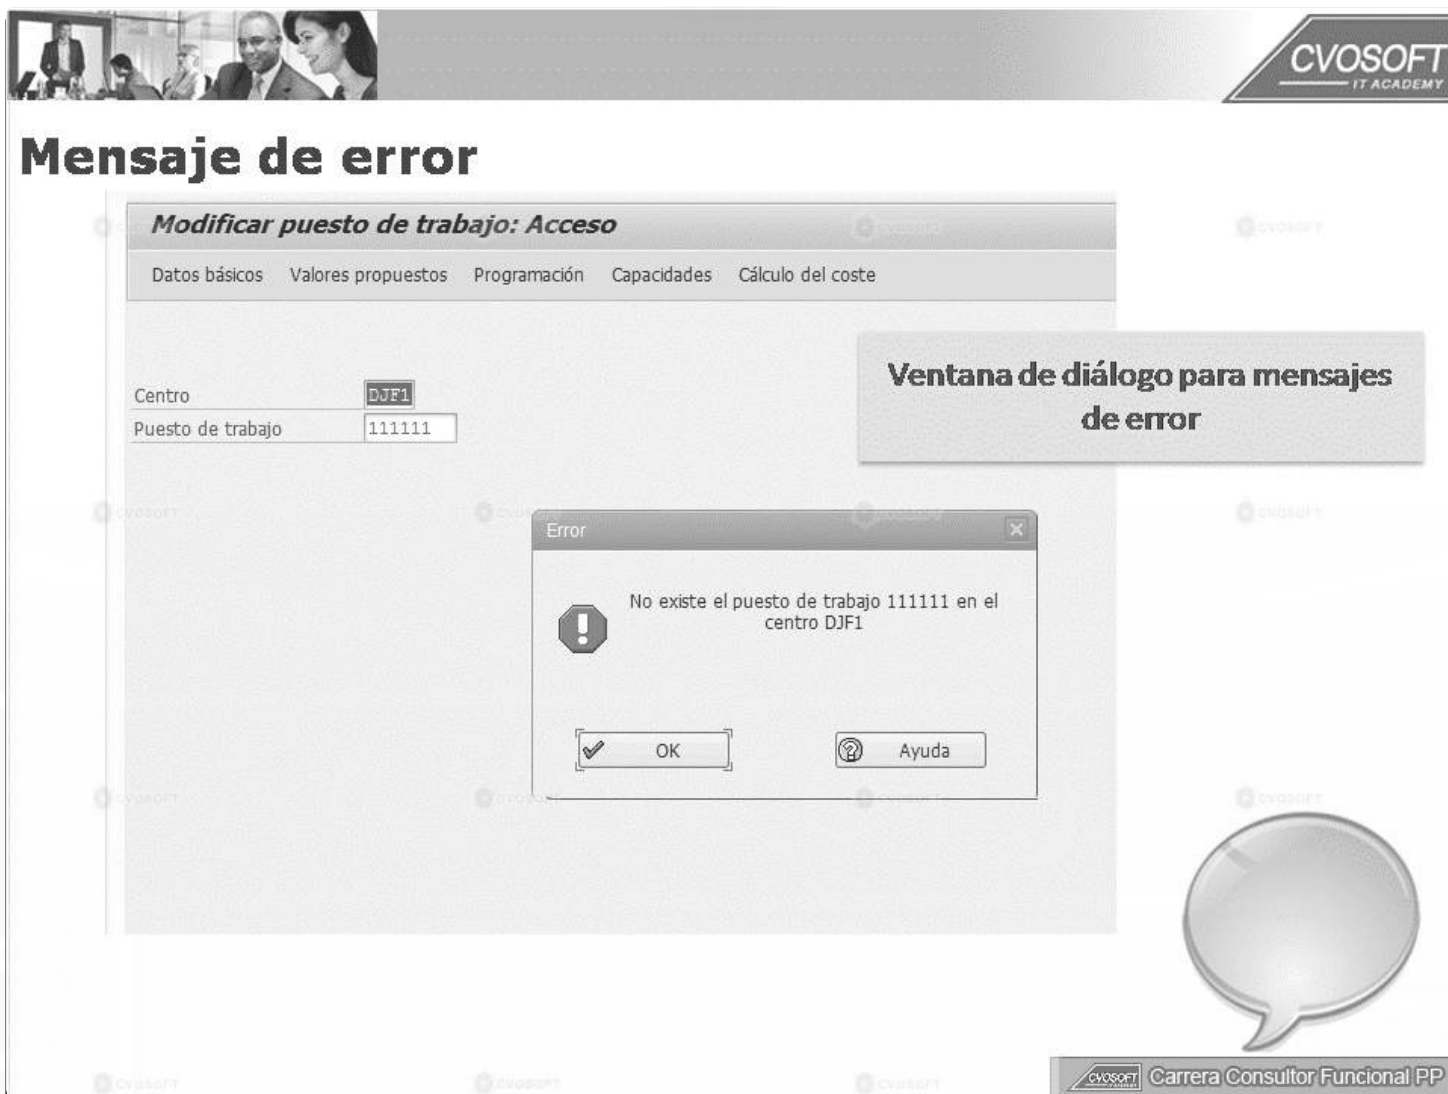 CVOSOFT
IT ACADEMY
Mensaje de error
Modificar puesto de trabajo: Acceso
Datos básicos Valores propuestos Programación Capacidades Cálculo del coste
Ventana de diálogo para mensajes
de error
Centro DJF1
Puesto de trabajo 111111
Error
No existe el puesto de trabajo 111111 en el
centro DJF1
OK Ayuda
CVOSOFT Carrera Consultor Funcional PP